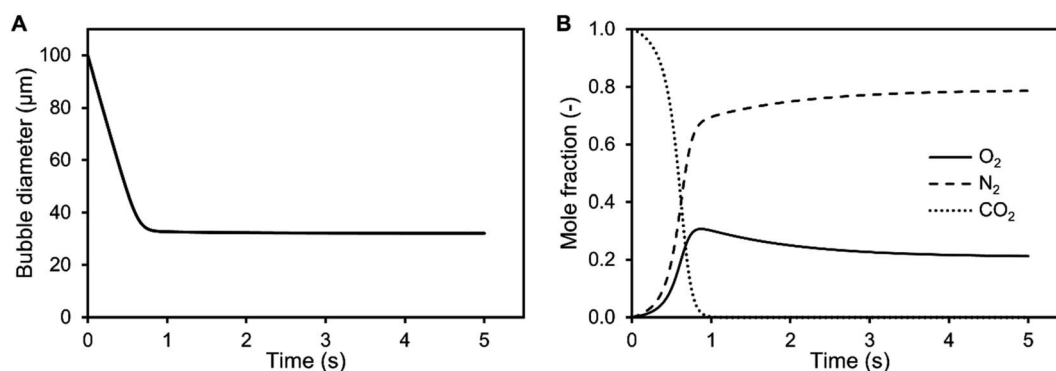 A
Bubble diameter (µm)
100
80
60
40
20
0
0 1 2 3 4 5
Time (s)
B
Mole fraction (-)
1.0
0.8
0.6
0.4
0.2
0.0
O₂
N₂
CO₂
0 1 2 3 4 5
Time (s)